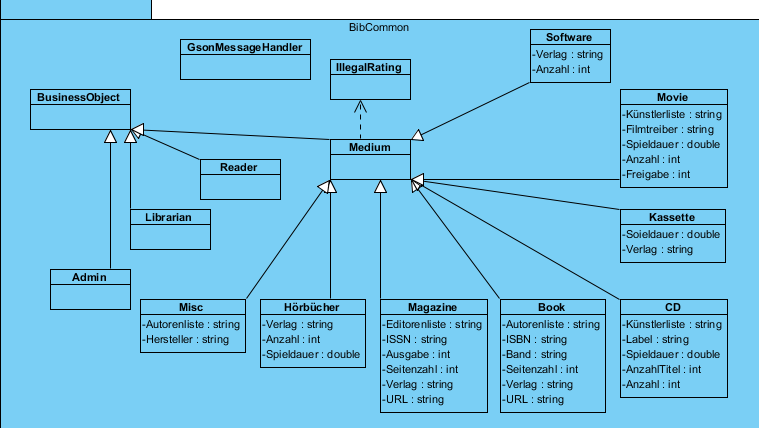 BibCommon
GsonMessageHandler
IllegalRating
Software
-Verlag : string
-Anzahl : int
BusinessObject
Movie
-Künstlerliste : string
-Filmtreiber : string
-Spieldauer : double
-Anzahl : int
-Freigabe : int
Medium
Reader
Librarian
Kassette
-Soieldauer : double
-Verlag : string
Admin
Misc
-Autorenliste : string
-Hersteller : string
Hörbücher
-Verlag : string
-Anzahl : int
-Spieldauer : double
Magazine
-Editorenliste : string
-ISSN : string
-Ausgabe : int
-Seitenzahl : int
-Verlag : string
-URL : string
Book
-Autorenliste : string
-ISBN : string
-Band : string
-Seitenzahl : int
-Verlag : string
-URL : string
CD
-Künstlerliste : string
-Label : string
-Spieldauer : double
-AnzahlTitel : int
-Anzahl : int